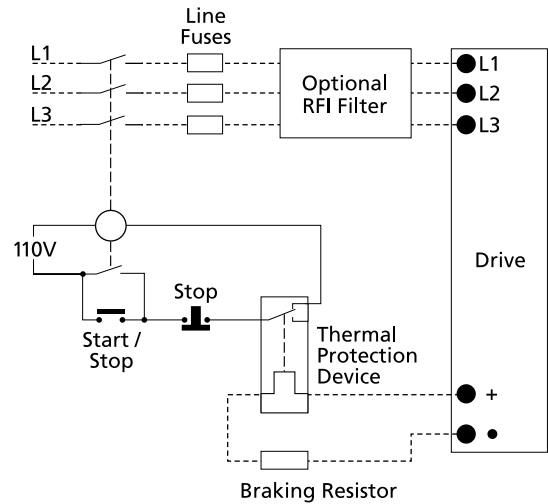 Line
Fuses
L1
L2
L3
Optional
RFI Filter
L1
L2
L3
110V
Drive
Stop
Start /
Stop
Thermal
Protection
Device
+
•
Braking Resistor